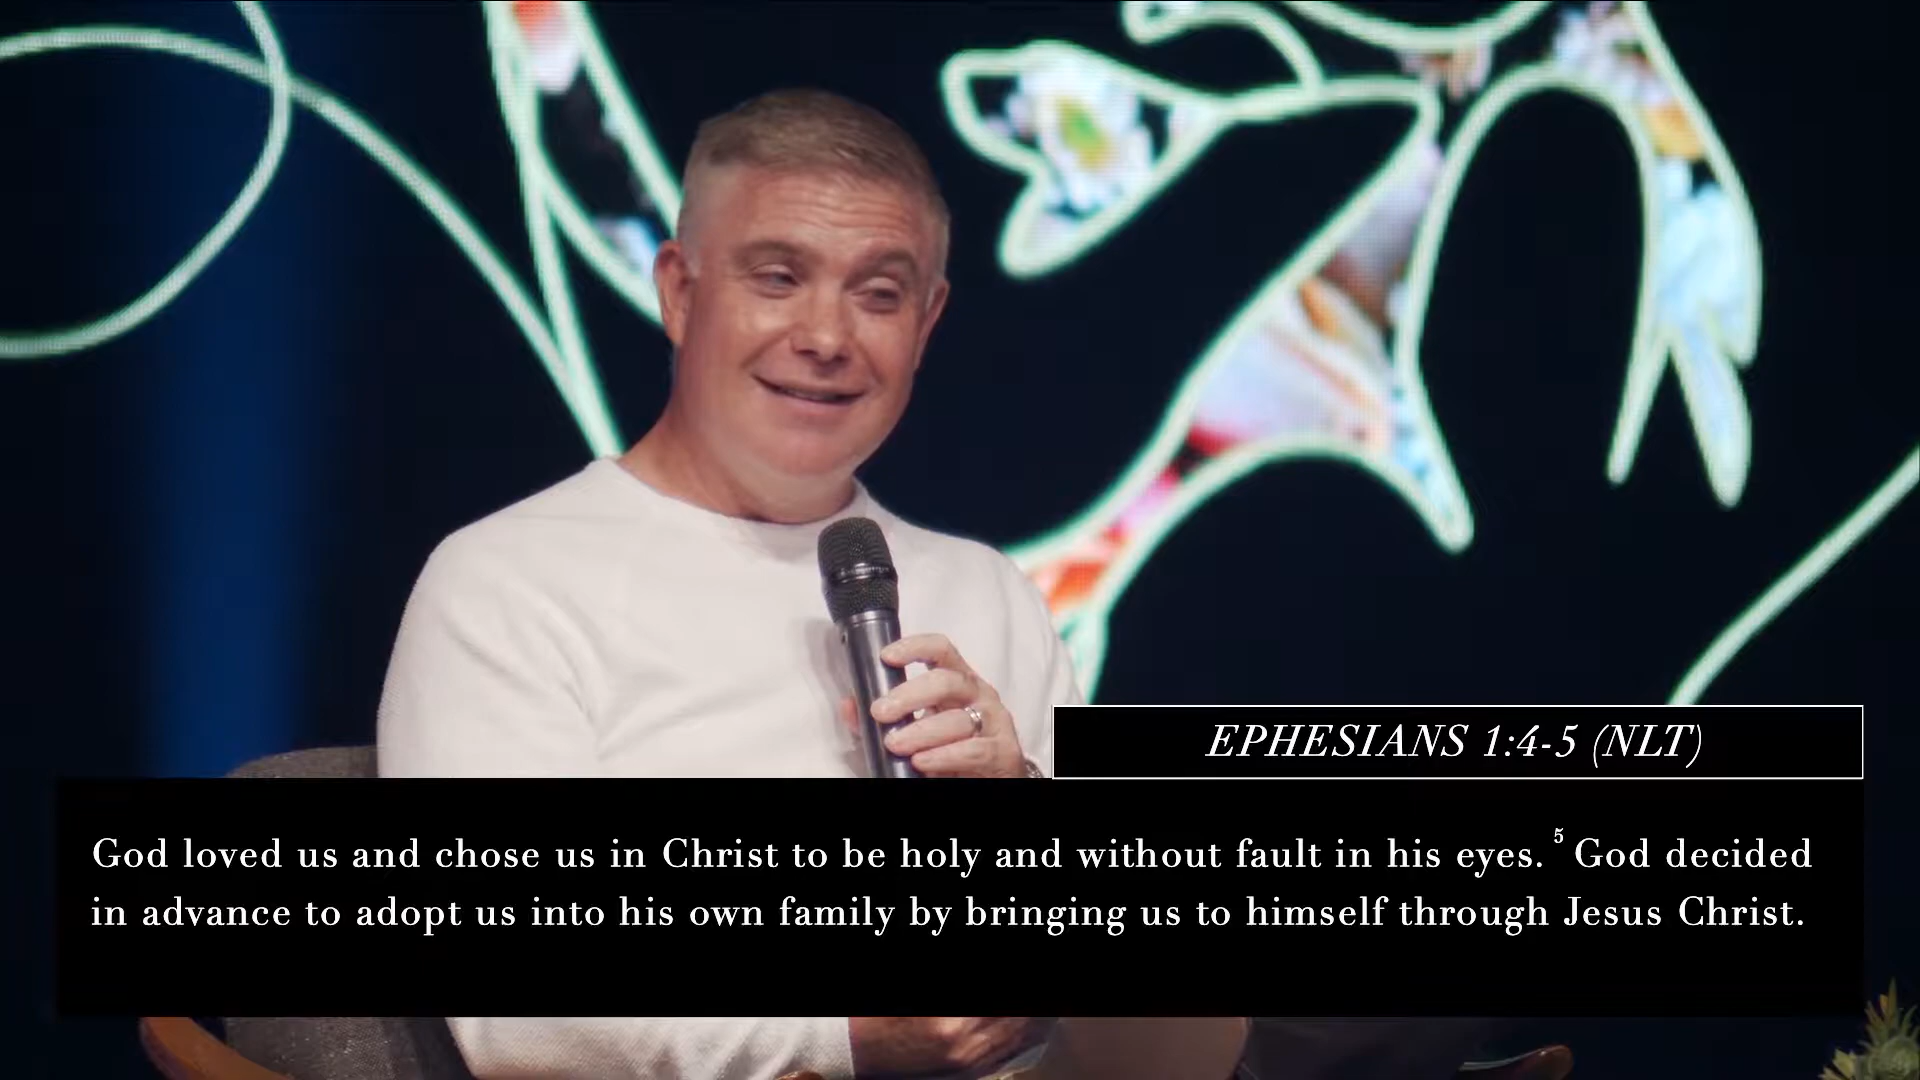 EPHESIANS 1:4-5 (NLT)
God loved us and chose us in Christ to be holy and without fault in his eyes. ⁵ God decided
in advance to adopt us into his own family by bringing us to himself through Jesus Christ.